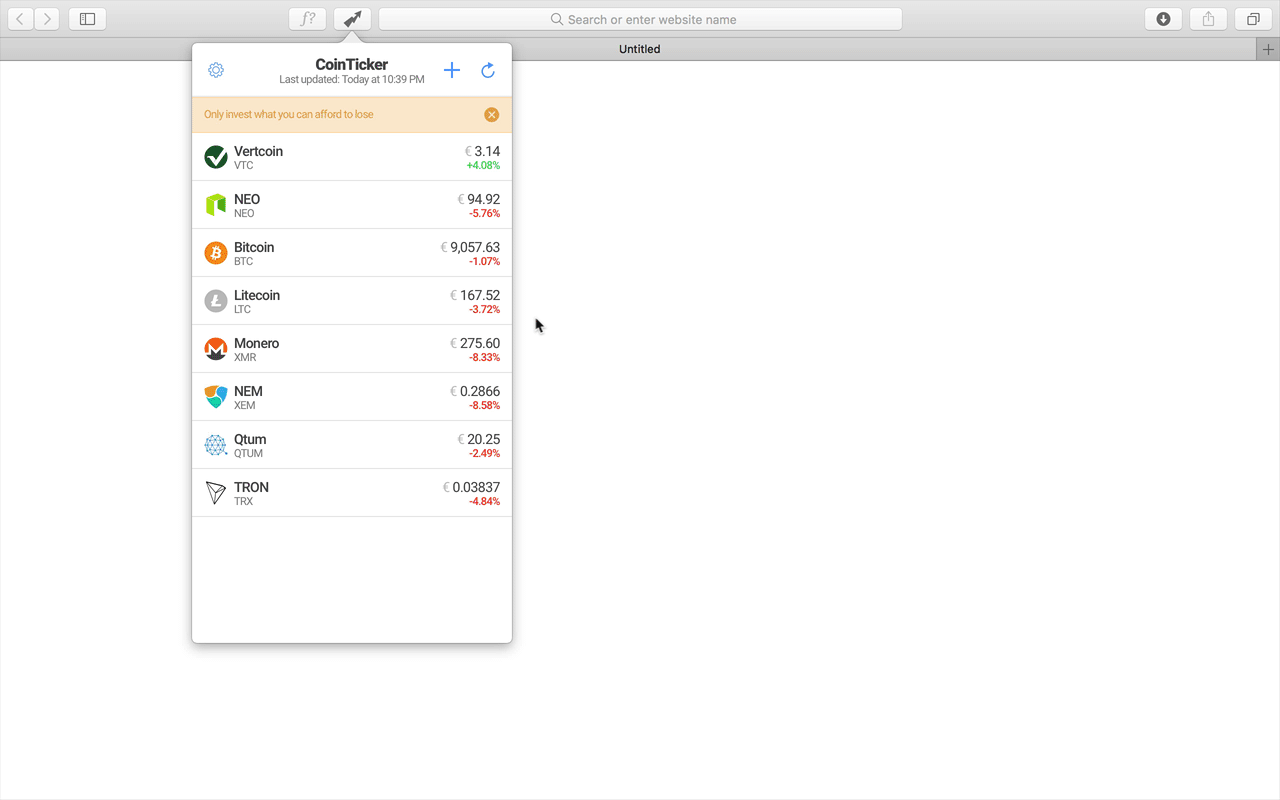 f?
Search or enter website name
Untitled
CoinTicker
Last updated: Today at 10:39 PM
Only invest what you can afford to lose
Vertcoin
€ 3.14
VTC
+4.08%
NEO
€ 94.92
NEO
-5.76%
Bitcoin
€ 9,057.63
BTC
-1.07%
Litecoin
€ 167.52
LTC
-3.72%
Monero
€ 275.60
XMR
-8.33%
NEM
€ 0.2866
XEM
-8.58%
Qtum
€ 20.25
QTUM
-2.49%
TRON
€ 0.03837
TRX
-4.84%